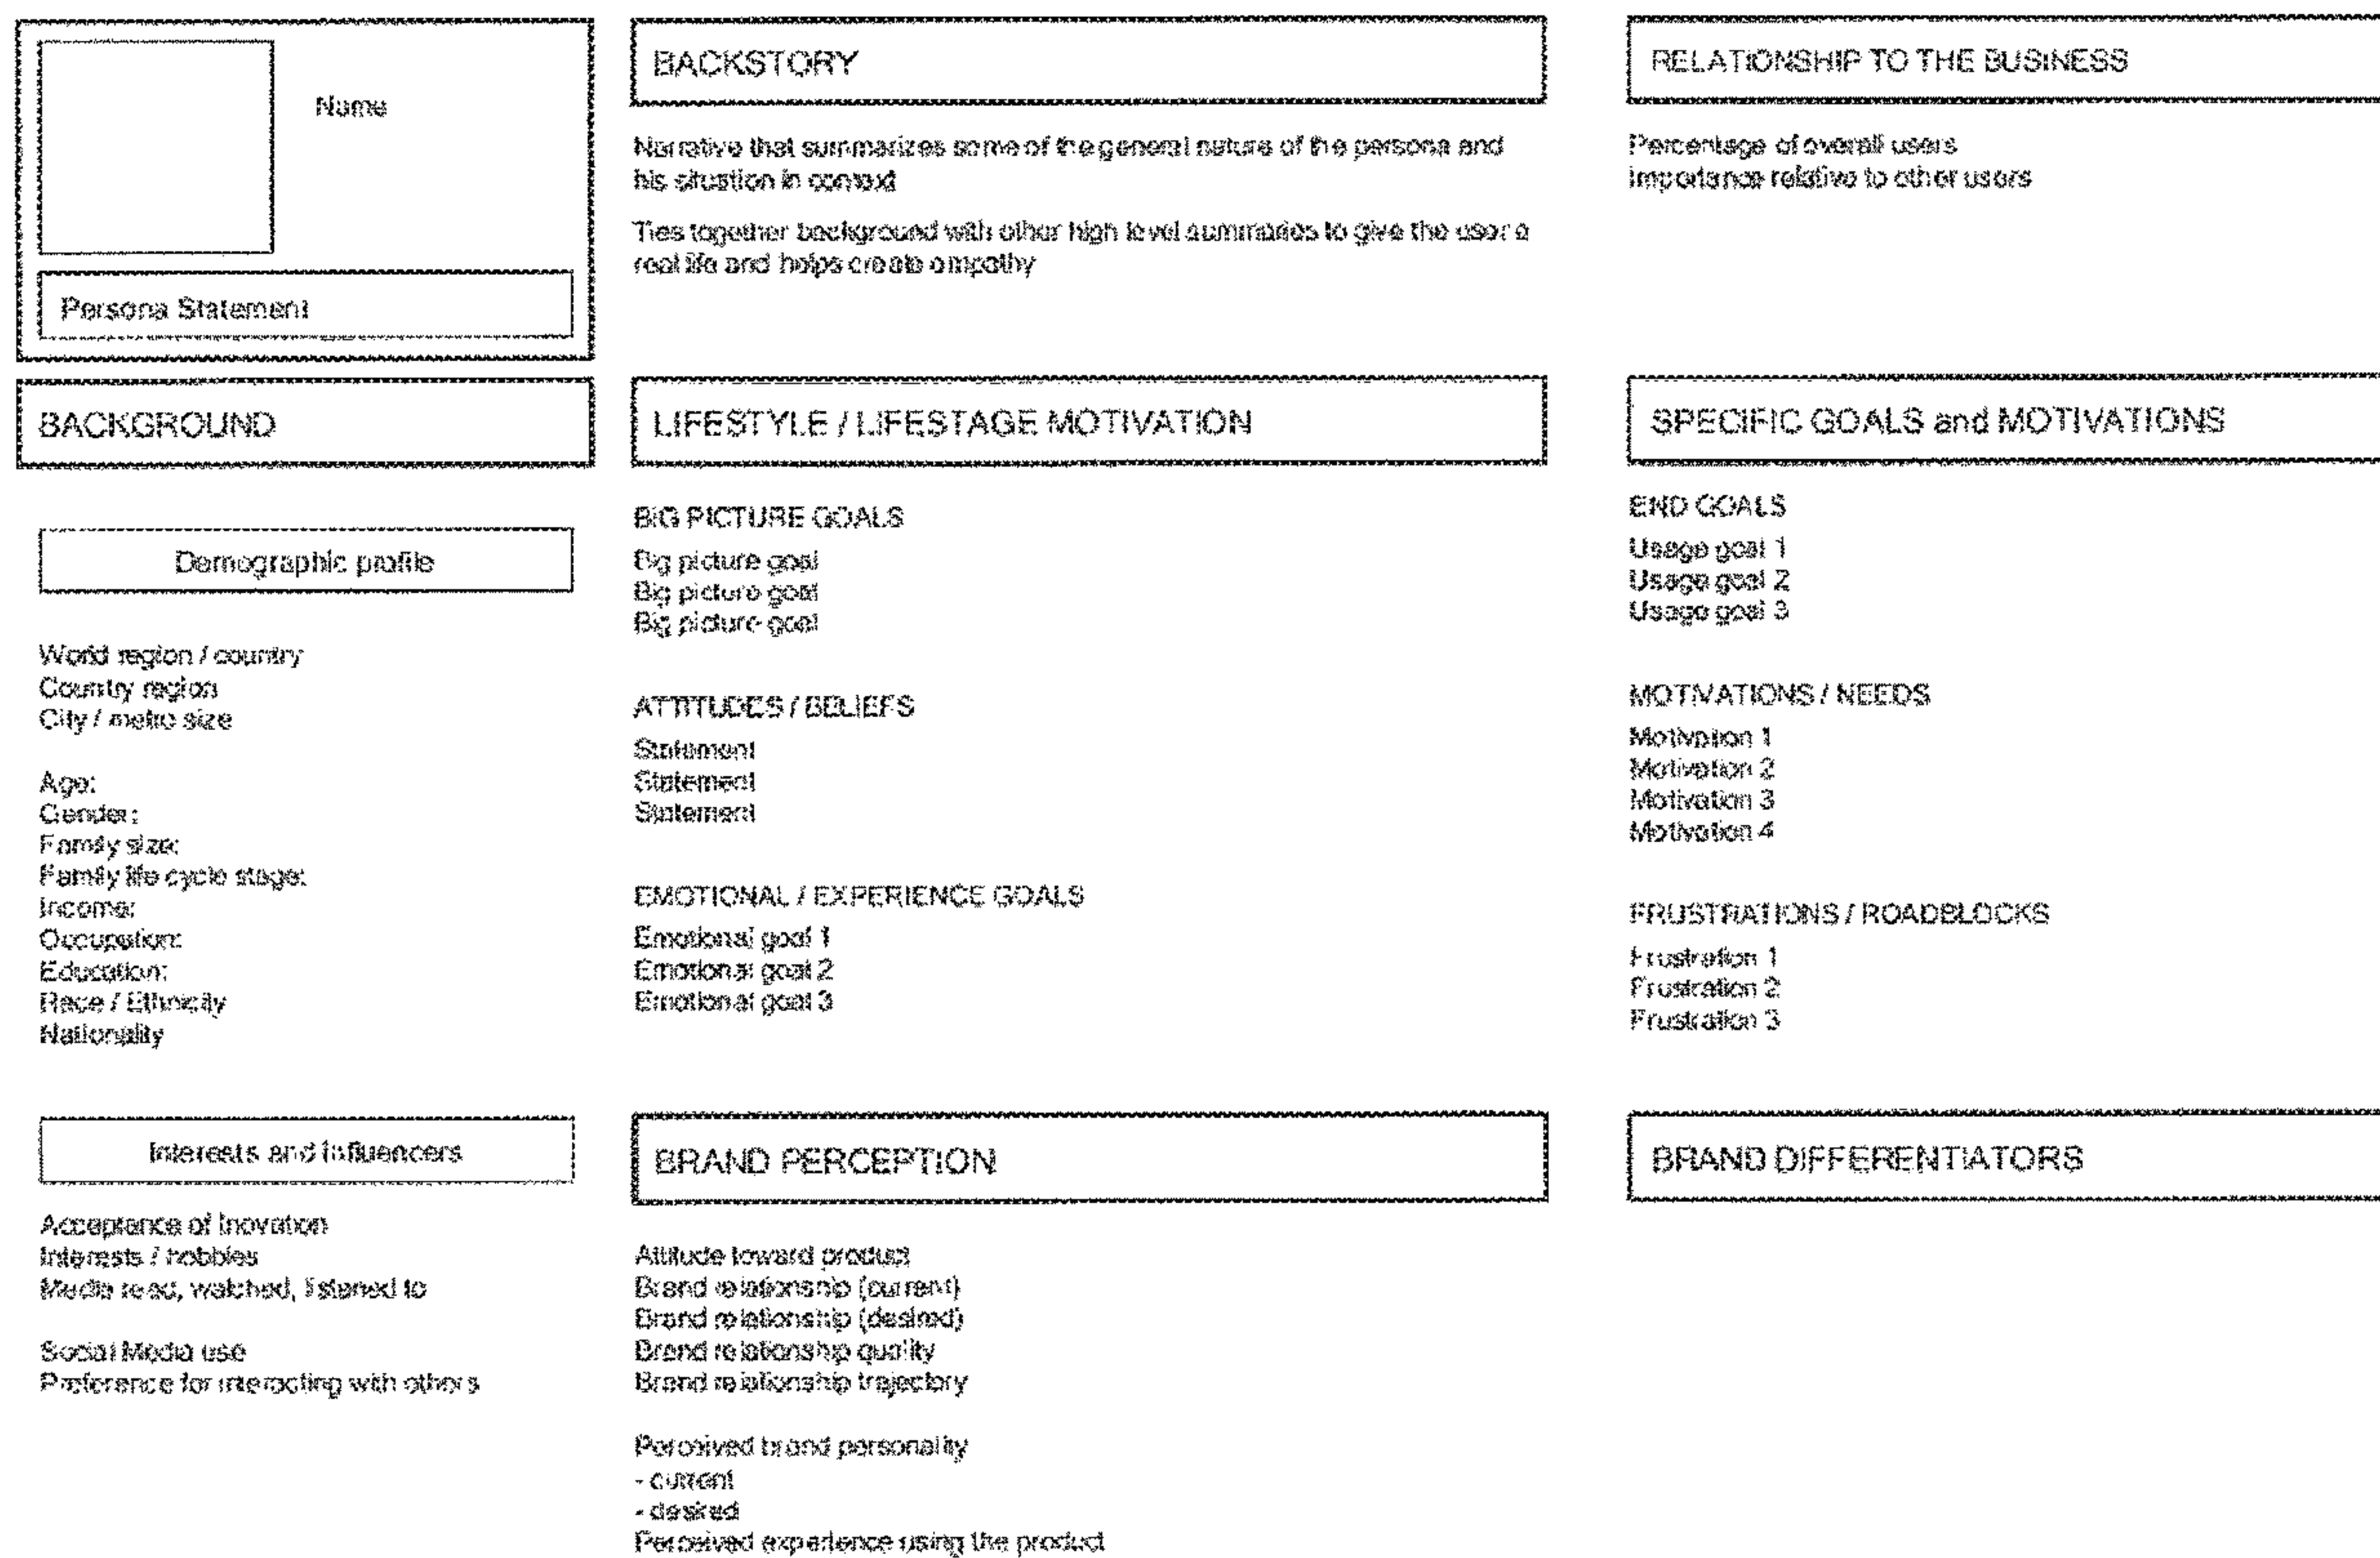 Name
Persona Statement
BACKSTORY
Narrative that summarizes some of the general nature of the persona and
his situation in context
Ties together background with other high level summaries to give the user a
real life and helps create empathy
RELATIONSHIP TO THE BUSINESS
Percentage of overall users
importance relative to other users
BACKGROUND
Demographic profile
World region / country
Country region
City / metro size
Age:
Gender:
Family size:
Family life cycle stage:
Income:
Occupation:
Education:
Race / Ethnicity
Nationality
Interests and influencers
Acceptance of Inovation
Interests / hobbies
Media read, watched, listened to
Social Media use
Preference for interacting with others
LIFESTYLE / LIFESTAGE MOTIVATION
BIG PICTURE GOALS
Big picture goal
Big picture goal
Big picture goal
ATTITUDES / BELIEFS
Statement
Statement
Statement
EMOTIONAL / EXPERIENCE GOALS
Emotional goal 1
Emotional goal 2
Emotional goal 3
BRAND PERCEPTION
Attitude toward product
Brand relationship (current)
Brand relationship (desired)
Brand relationship quality
Brand relationship trajectory
Perceived brand personality
- current
- desired
Perceived experience using the product
SPECIFIC GOALS and MOTIVATIONS
END GOALS
Usage goal 1
Usage goal 2
Usage goal 3
MOTIVATIONS / NEEDS
Motivation 1
Motivation 2
Motivation 3
Motivation 4
FRUSTRATIONS / ROADBLOCKS
Frustration 1
Frustration 2
Frustration 3
BRAND DIFFERENTIATORS